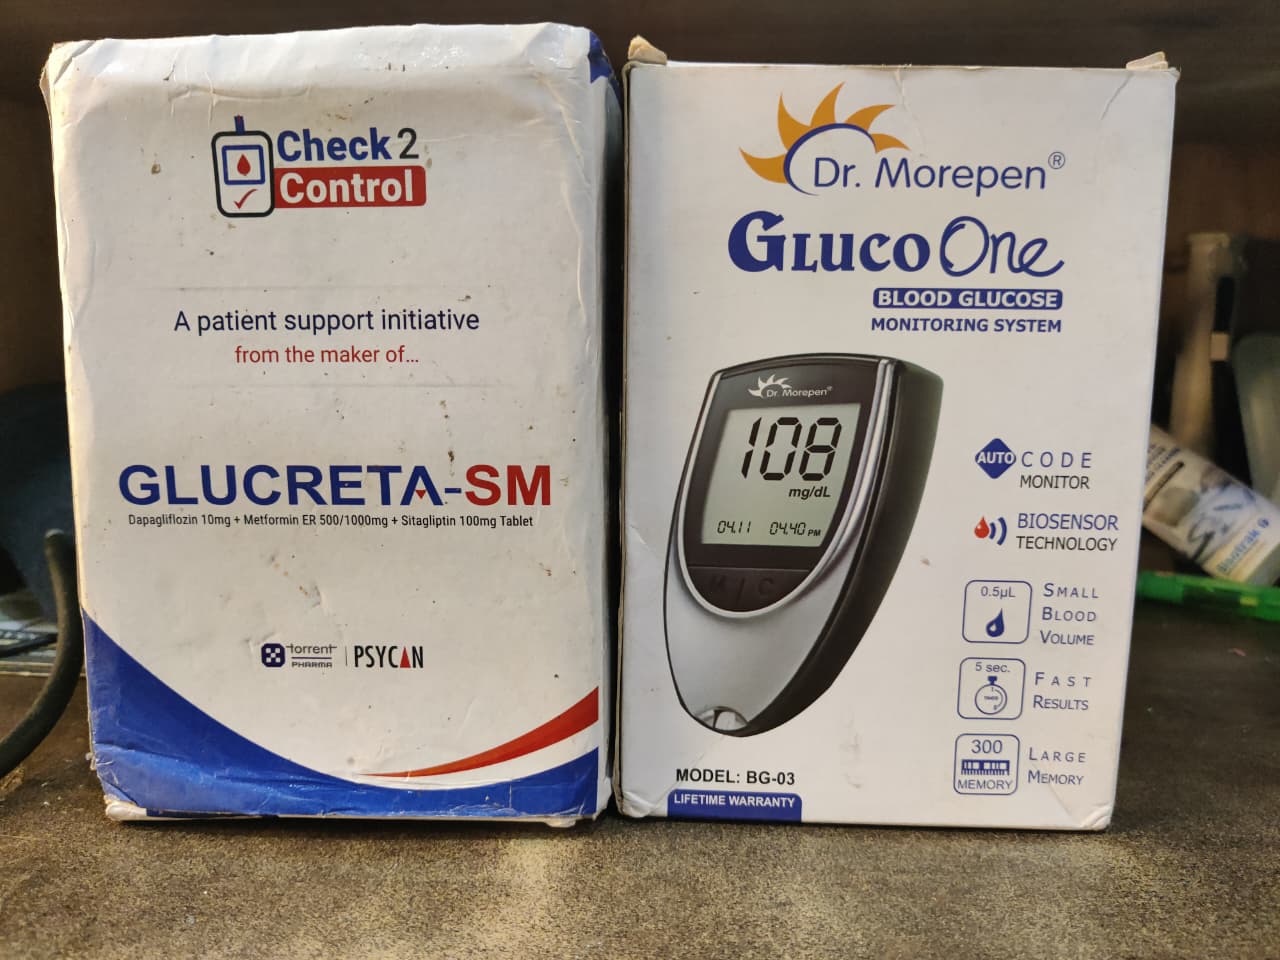 Check 2
Control
A patient support initiative
from the maker of...
GLUCRETA-SM
Dapagliflozin 10mg + Metformin ER 500/1000mg + Sitagliptin 100mg Tablet
torrent
PHARMA
PSYCAN
Dr. Morepen®
GLUCO One
BLOOD GLUCOSE
MONITORING SYSTEM
Dr. Morepen®
108
mg/dL
04.11 04.40 PM
M C
AUTO CODE
MONITOR
BIOSENSOR
TECHNOLOGY
0.5µL
SMALL
BLOOD
VOLUME
5 sec.
FAST
RESULTS
300
MEMORY
LARGE
MEMORY
MODEL: BG-03
LIFETIME WARRANTY